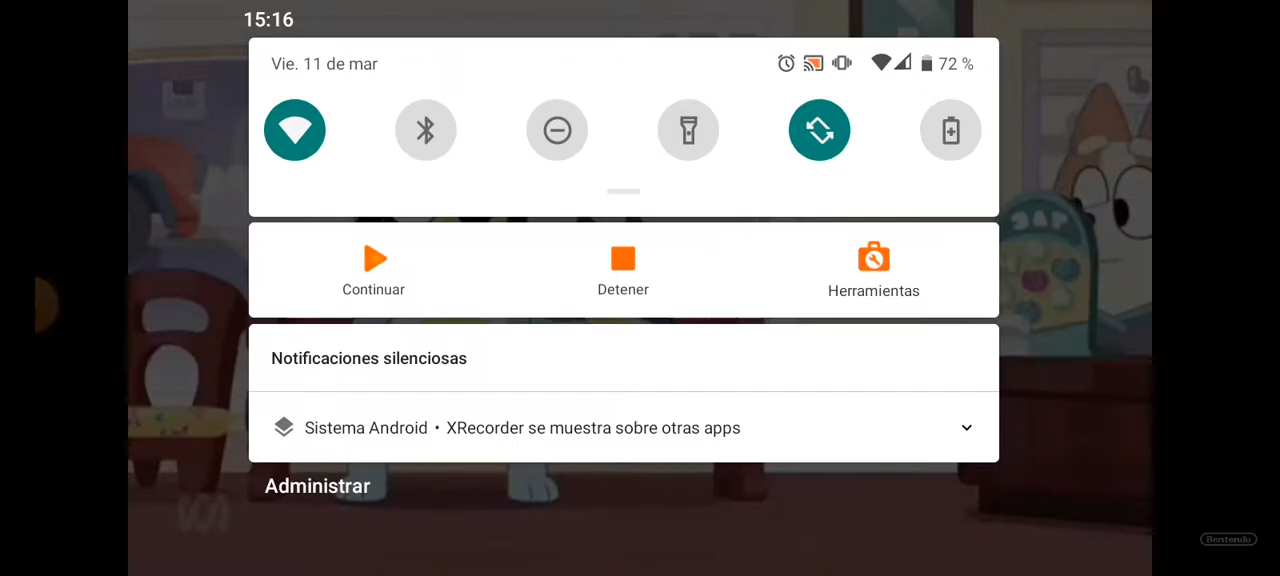 15:16
Vie. 11 de mar
72 %
Continuar
Detener
Herramientas
Notificaciones silenciosas
Sistema Android • XRecorder se muestra sobre otras apps
Administrar
Bentendo